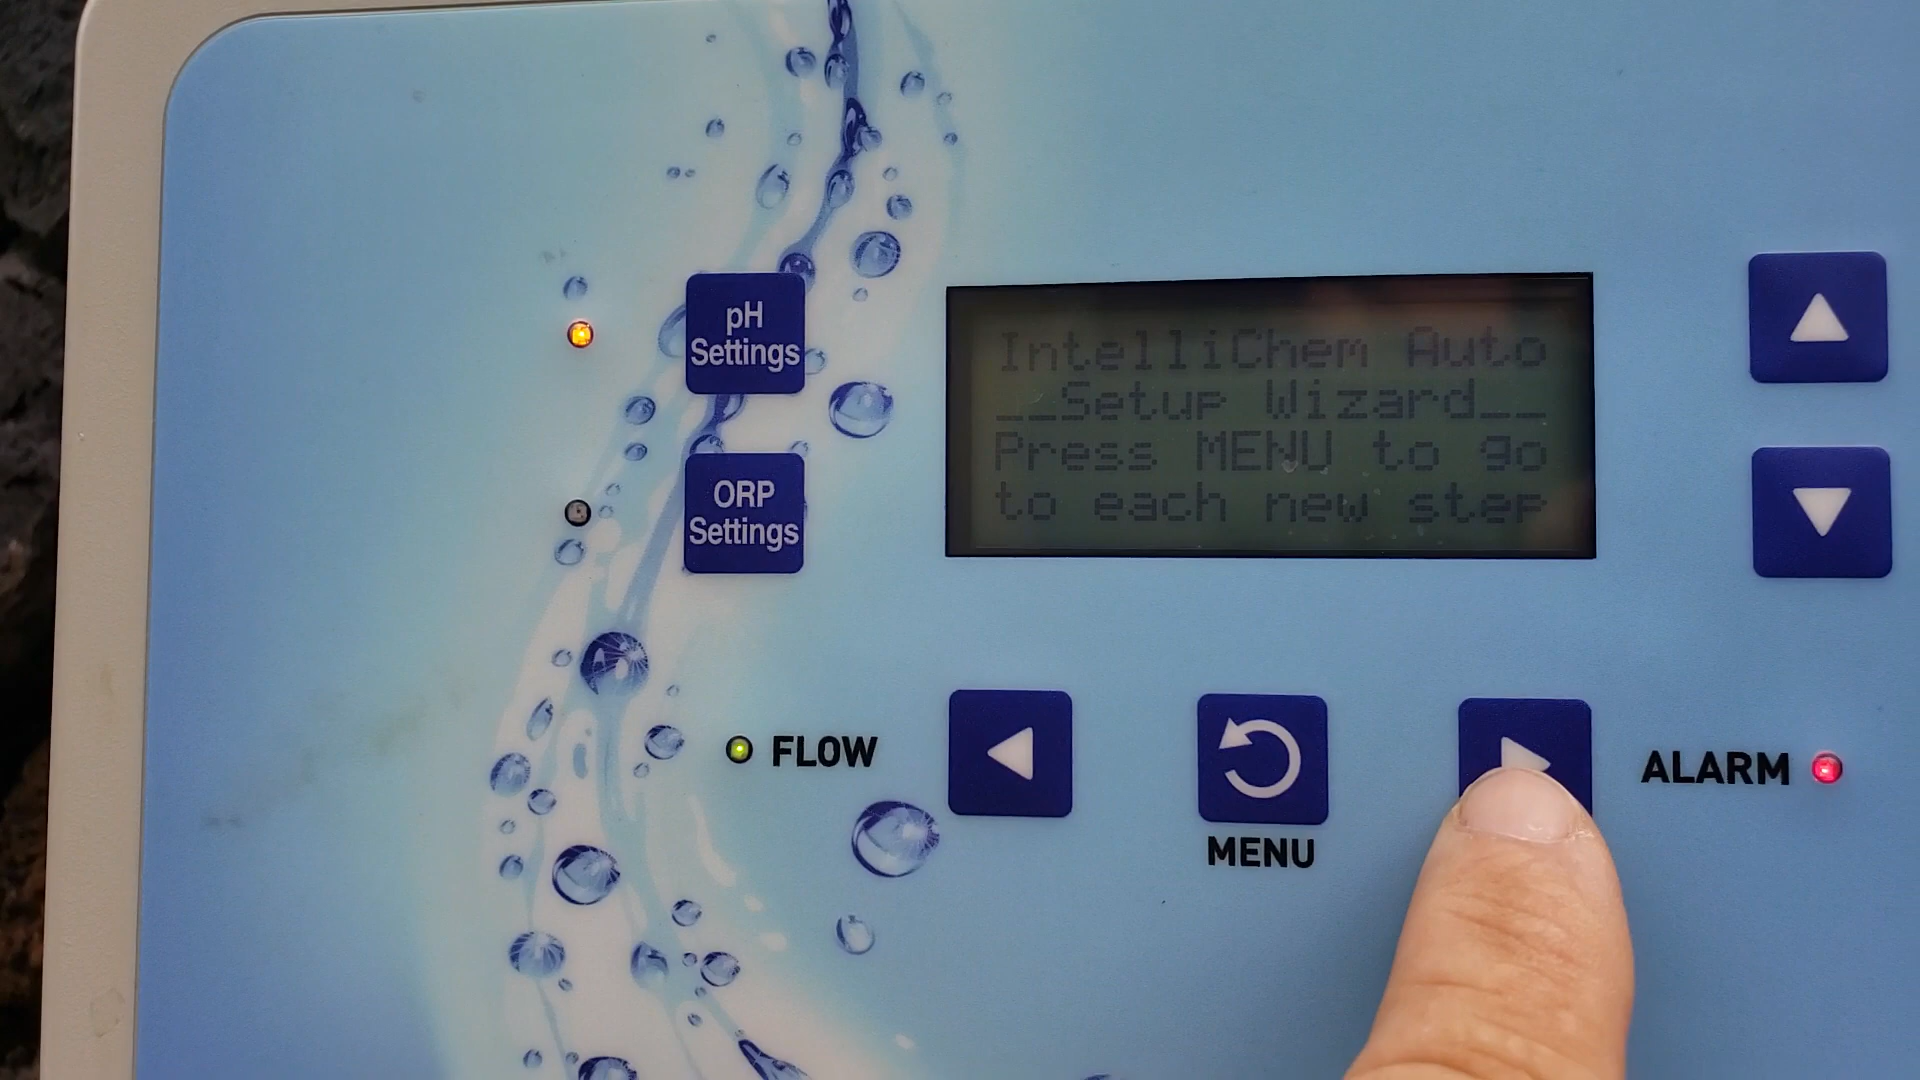 pH
Settings
ORP
Settings
IntelliChem Auto
__Setup Wizard__
Press MENU to go
to each new step
FLOW
MENU
ALARM